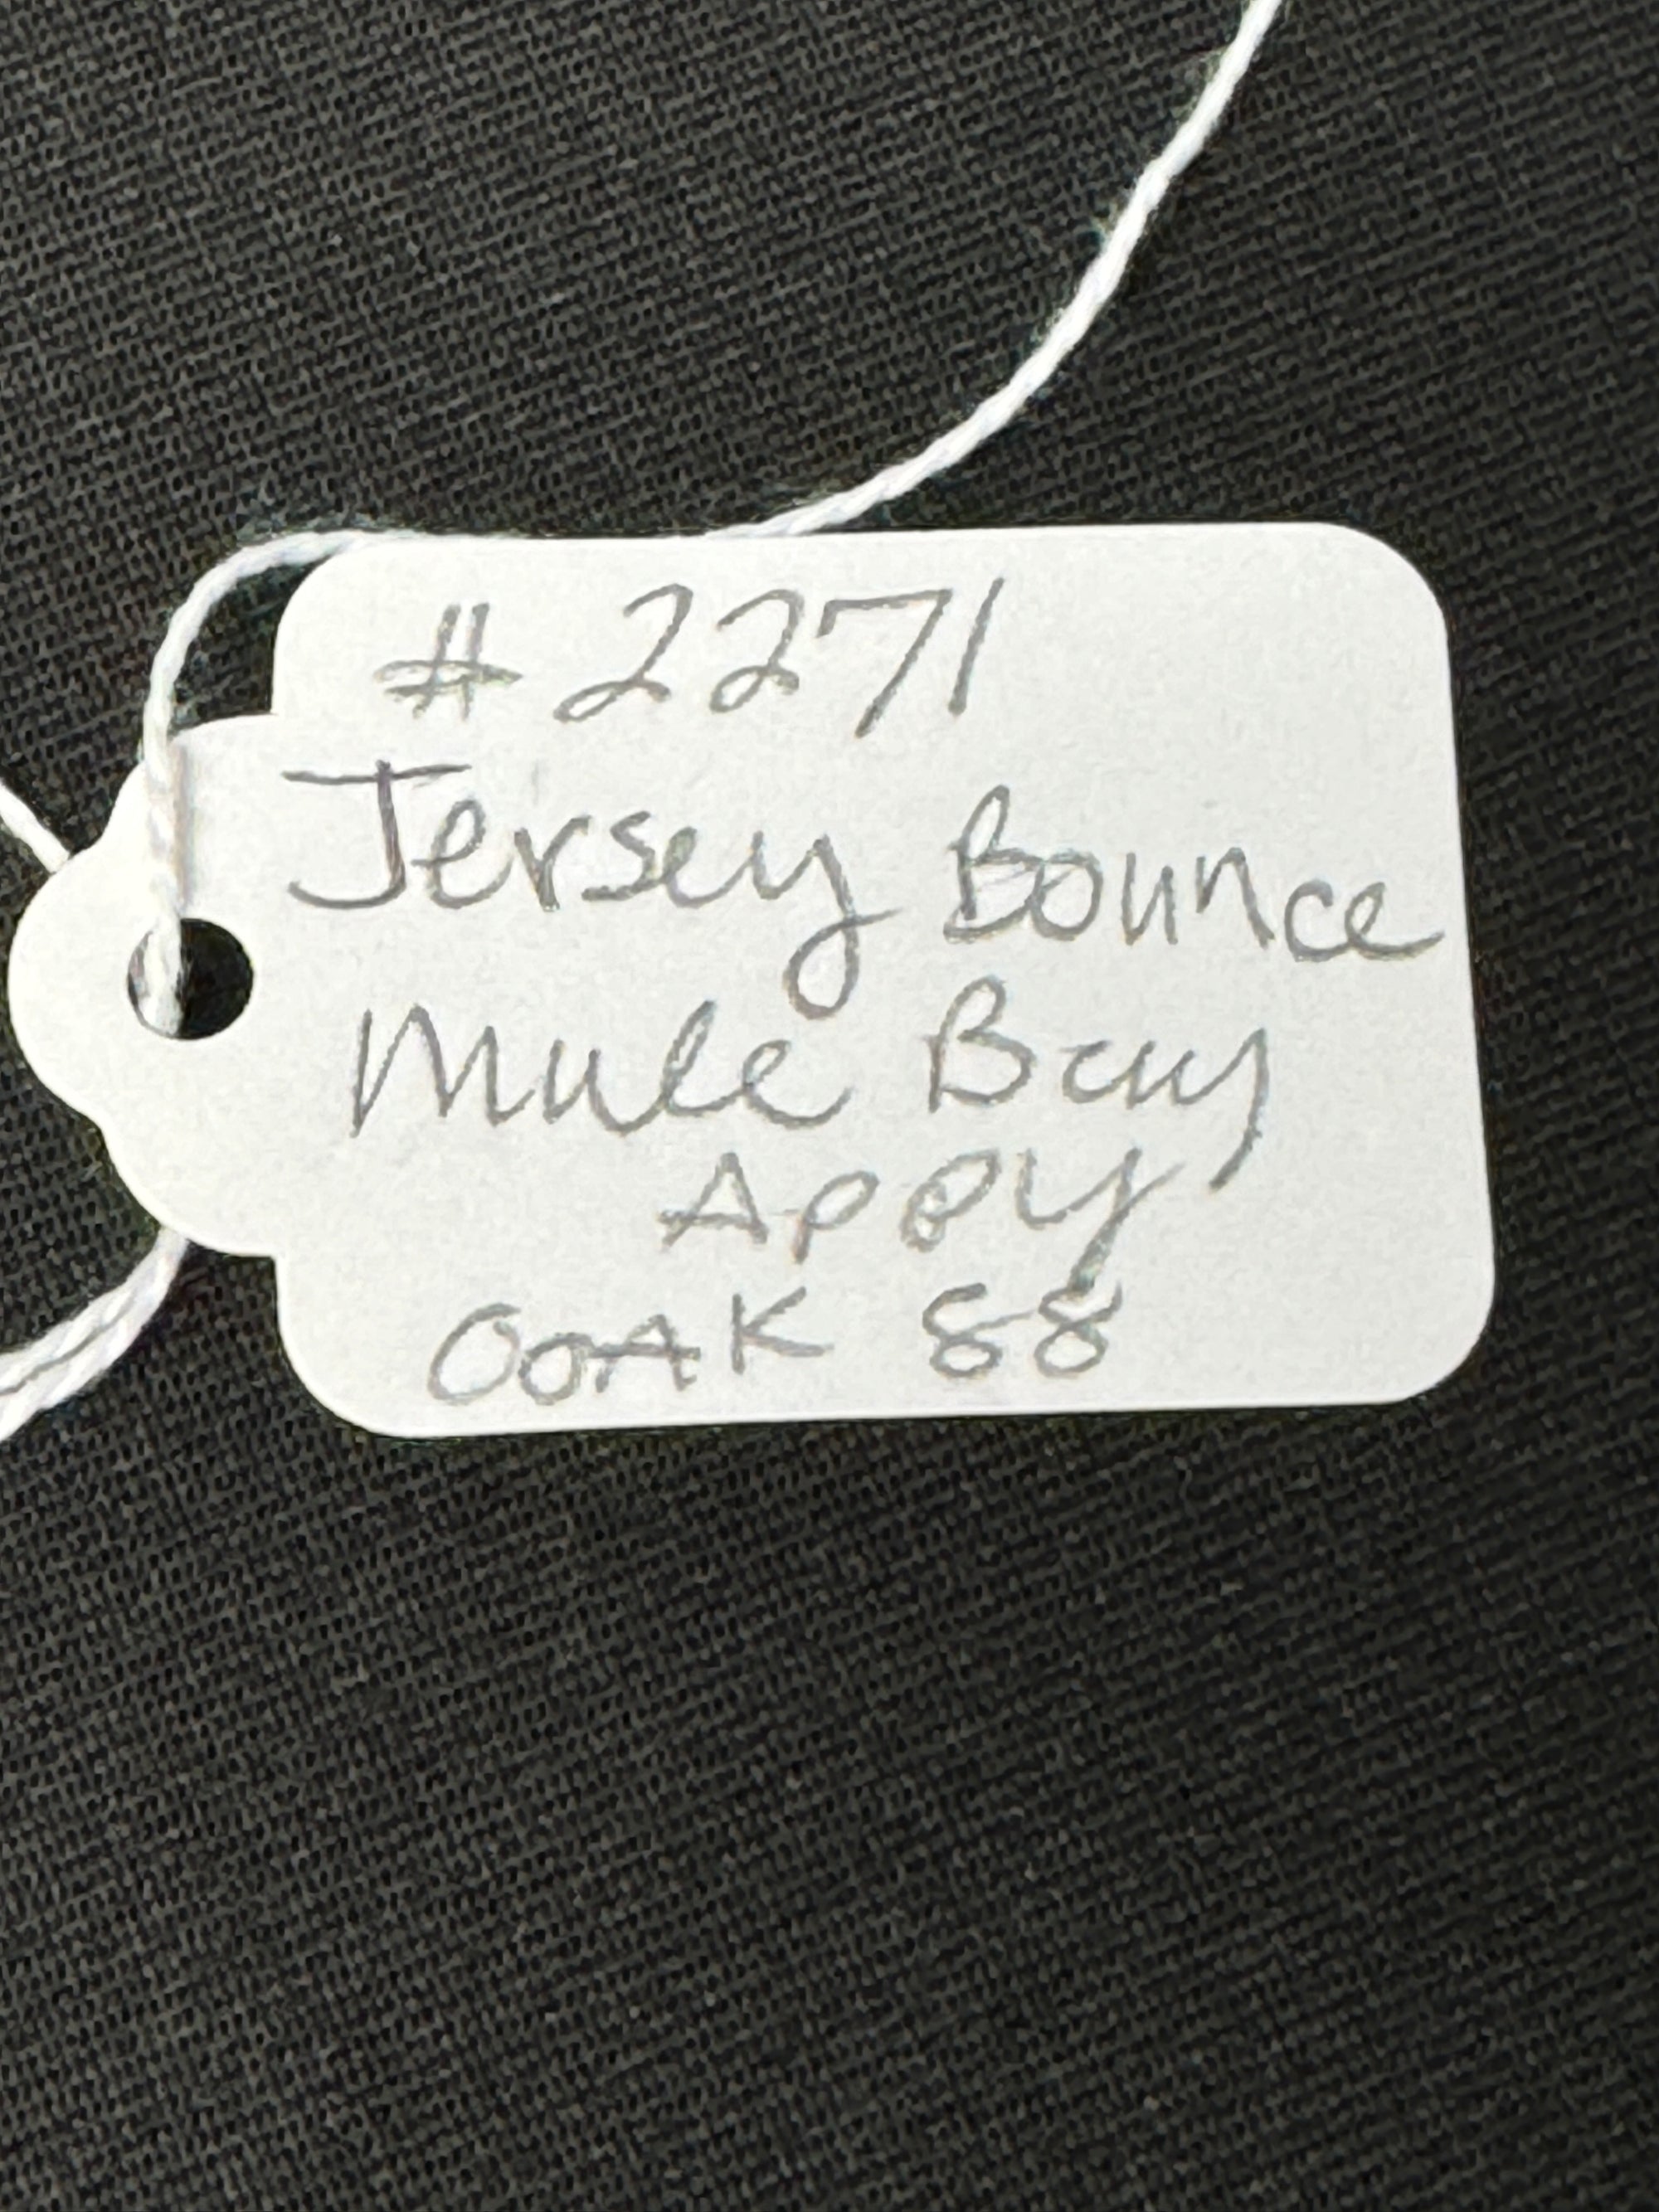 # 2271
Jersey Bounce
Mule Bay
Appy
OOAK 88